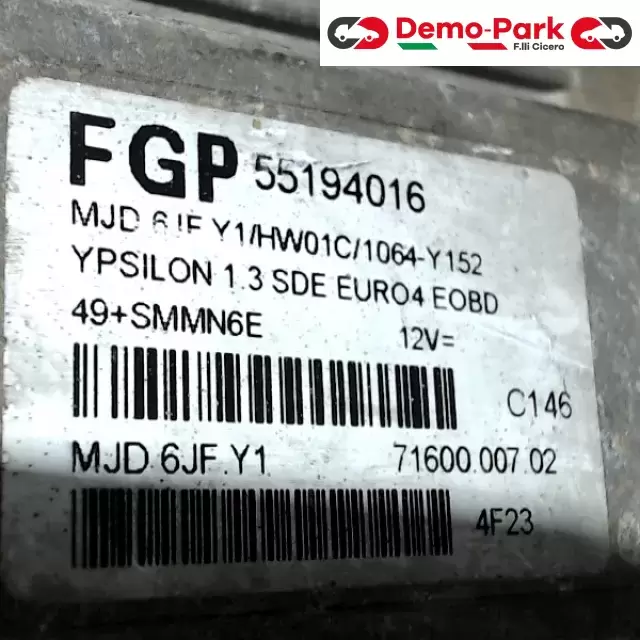 Demo-Park
F.lli Cicero
FGP 55194016
MJD 6JF Y1/HW01C/1064-Y152
YPSILON 1.3 SDE EURO4 EOBD
49+SMMN6E 12V=
C146
MJD 6JF.Y1 71600.007.02
4F23